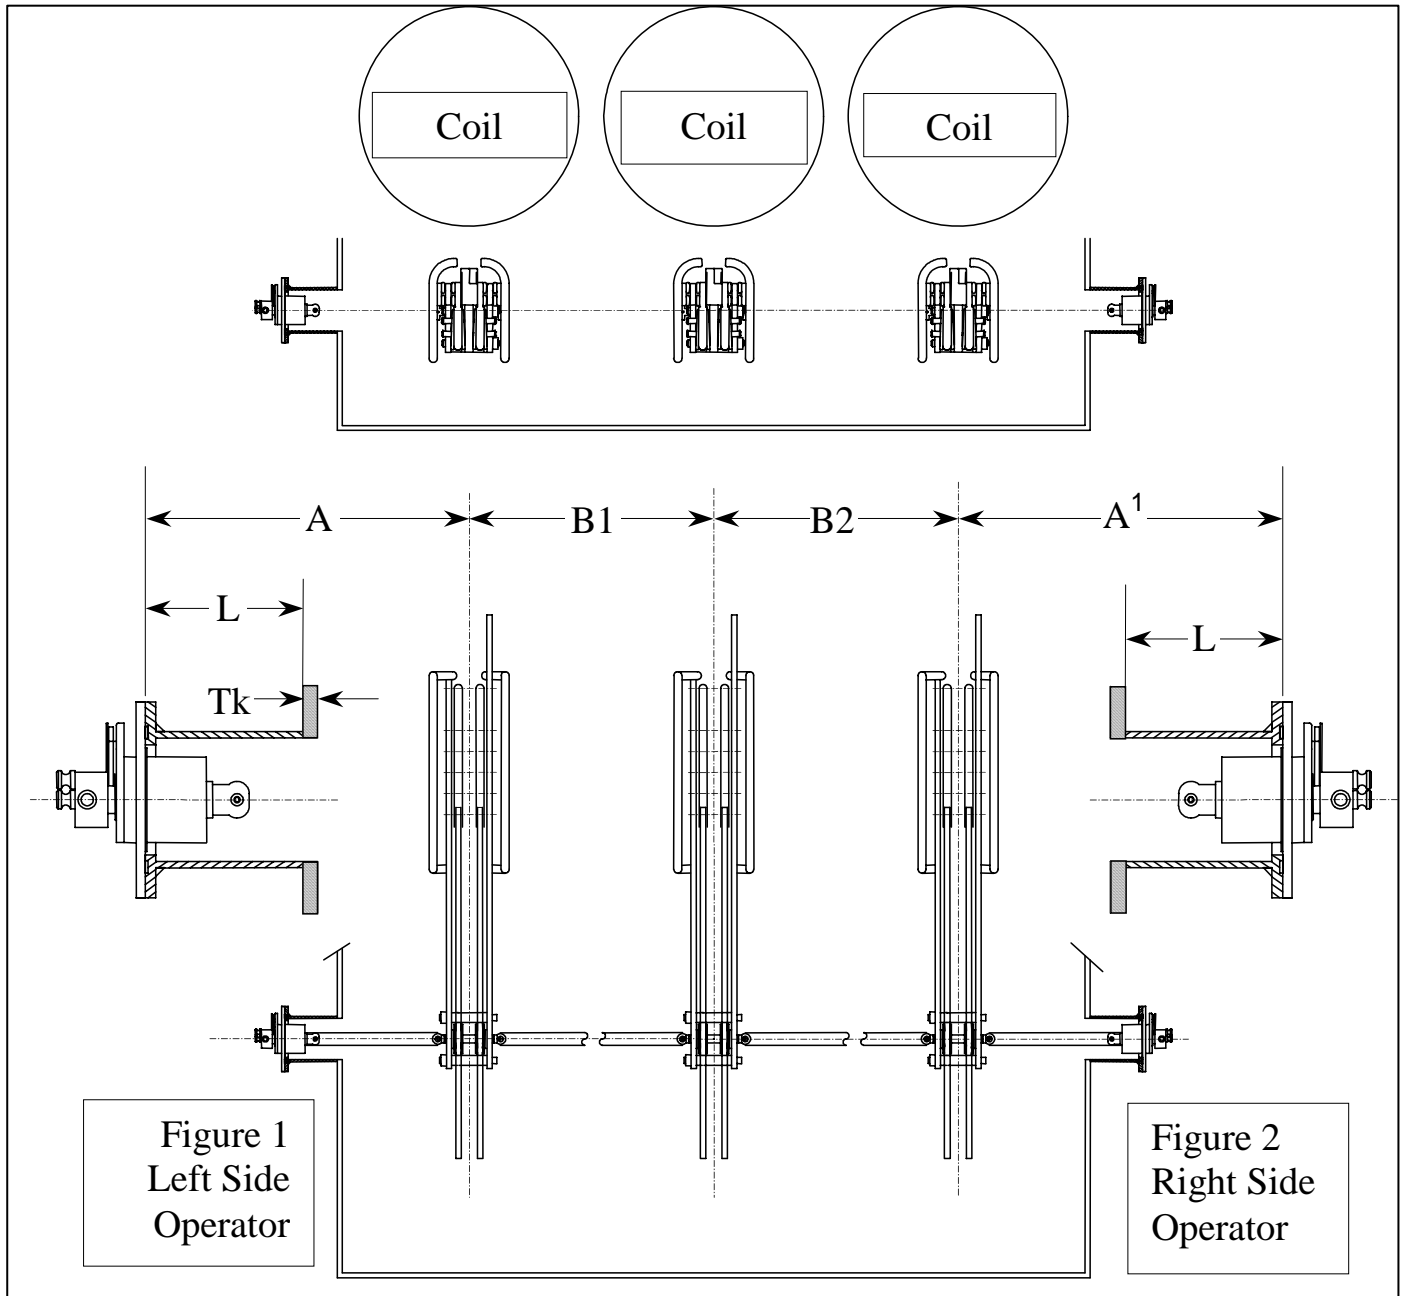 Coil
Coil
Coil
A
B1
B2
A¹
L
L
Tk
Figure 1
Left Side
Operator
Figure 2
Right Side
Operator